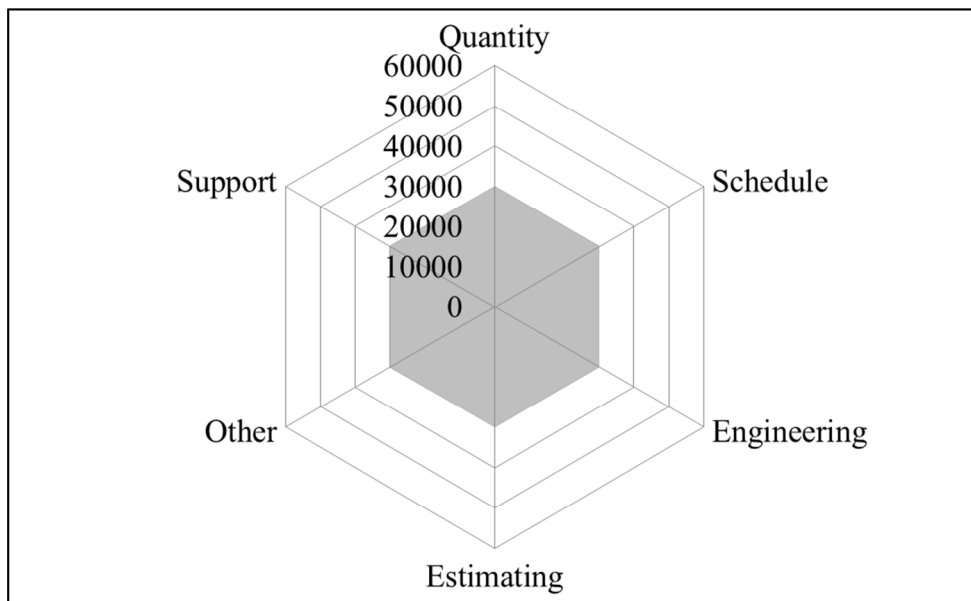 Quantity
60000
50000
40000
30000
20000
10000
0
Support
Schedule
Other
Engineering
Estimating